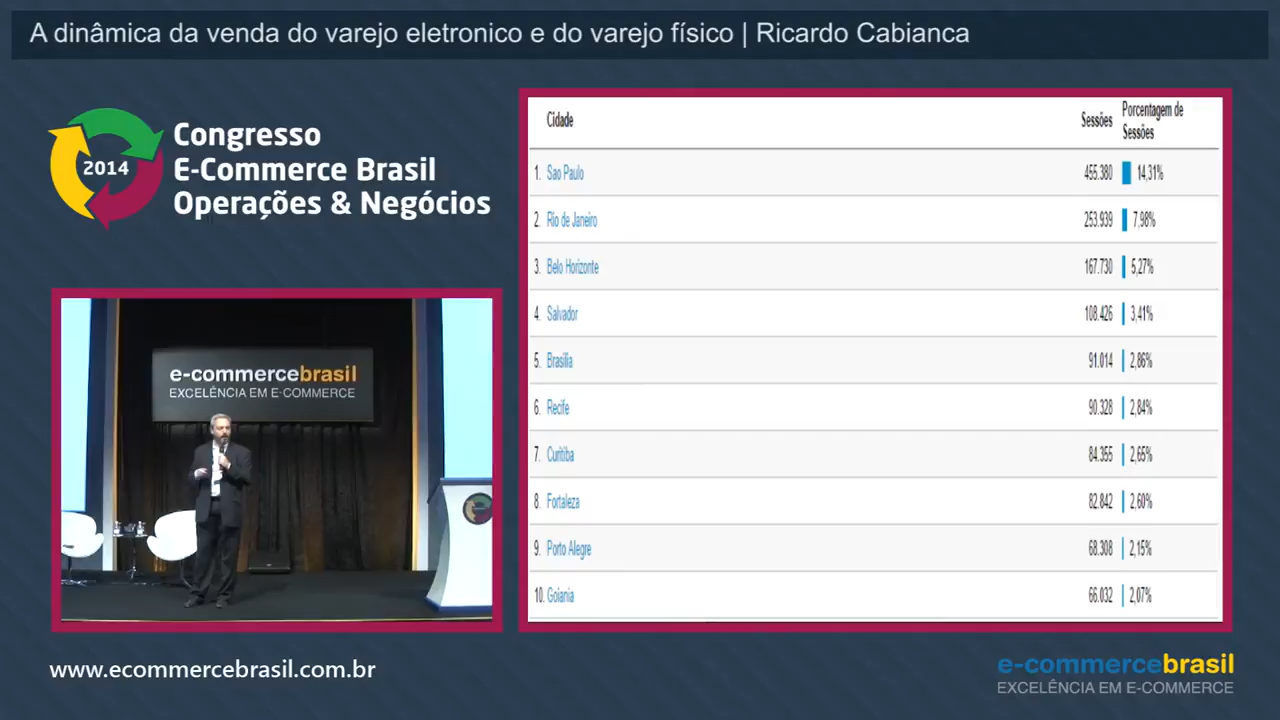 A dinâmica da venda do varejo eletronico e do varejo físico | Ricardo Cabianca
2014
Congresso
E-Commerce Brasil
Operações & Negócios
e-commercebrasil
EXCELÊNCIA EM E-COMMERCE
Cidade Sessões Porcentagem de Sessões
1. Sao Paulo 455.380 14,31%
2. Rio de Janeiro 253.939 7,98%
3. Belo Horizonte 167.730 5,27%
4. Salvador 108.426 3,41%
5. Brasilia 91.014 2,86%
6. Recife 90.328 2,84%
7. Curitiba 84.355 2,65%
8. Fortaleza 82.842 2,60%
9. Porto Alegre 68.308 2,15%
10. Goiania 66.032 2,07%
www.ecommercebrasil.com.br
e-commercebrasil
EXCELÊNCIA EM E-COMMERCE